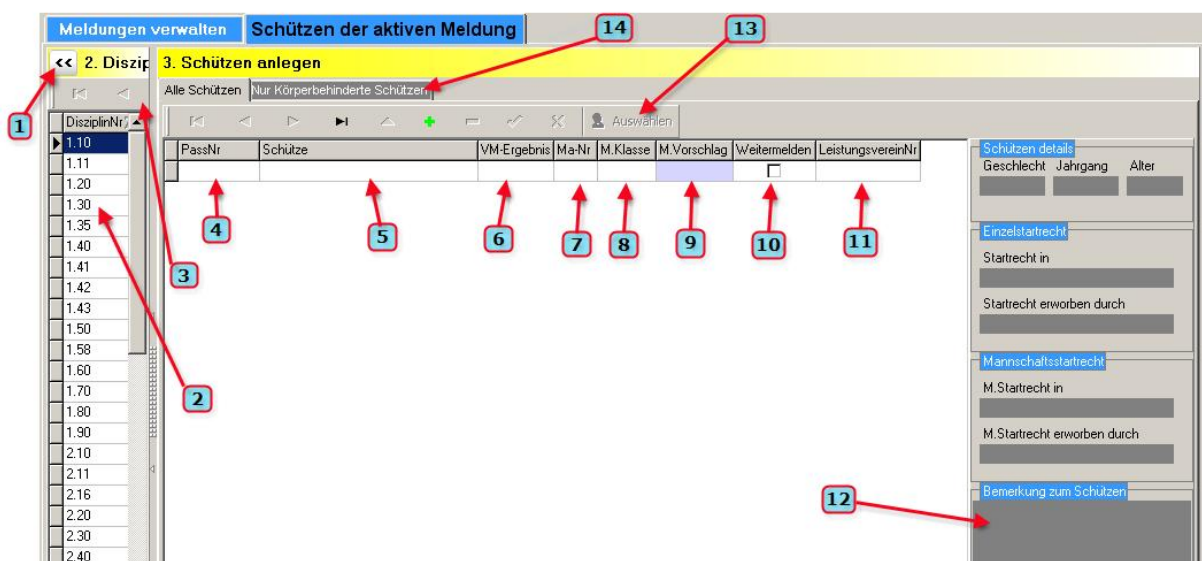 Meldungen verwalten Schützen der aktiven Meldung 14 13
<< 2. Diszip 3. Schützen anlegen
1
Alle Schützen Nur Körperbehinderte Schützen
Auswählen
DisziplinNr
PassNr Schütze VM-Ergebnis Ma-Nr M.Klasse M.Vorschlag Weitermelden LeistungsvereinNr
1.10
1.11
1.20
1.30
1.35
1.40
1.41
1.42
1.43
1.50
1.58
1.60
1.70
1.80
1.90
2.10
2.11
2.16
2.20
2.30
2.40
4 5 6 7 8 9 10 11
3
2
12
Schützen details
Geschlecht Jahrgang Alter
Einzelstartrecht
Startrecht in
Startrecht erworben durch
Mannschaftsstartrecht
M.Startrecht in
M.Startrecht erworben durch
Bemerkung zum Schützen